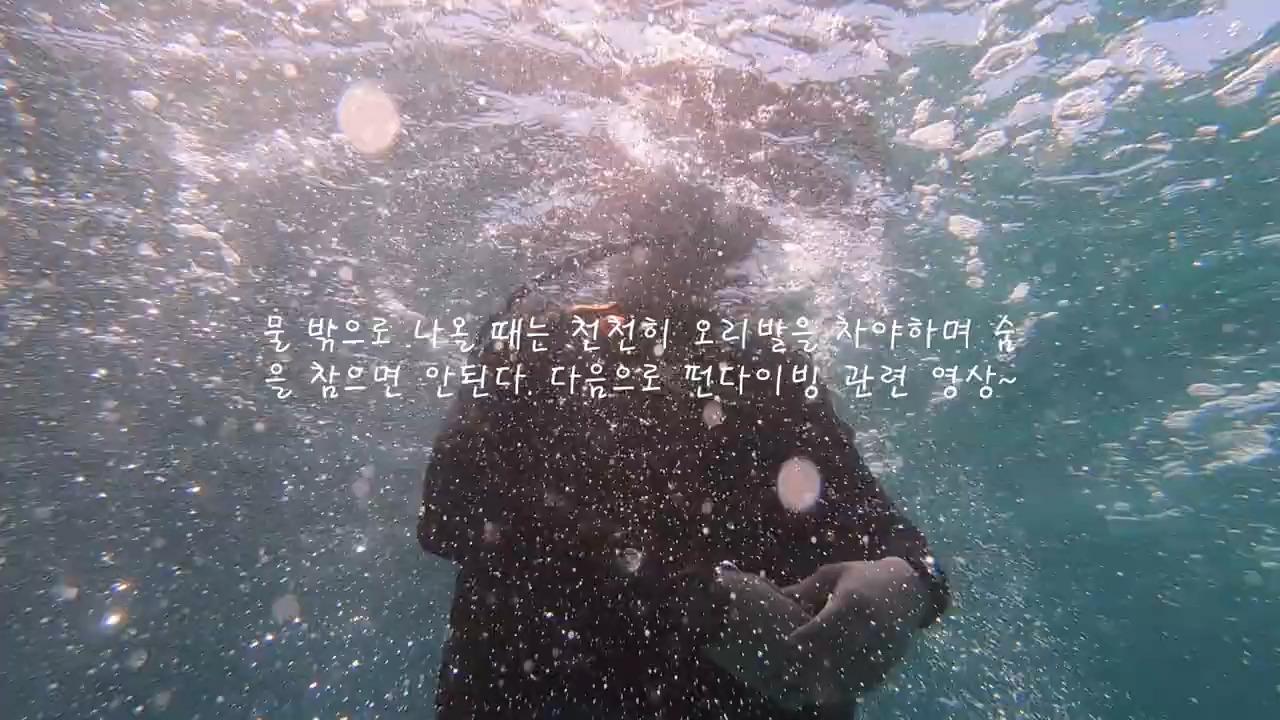 물 밖으로 나올 때는 천천히 오리발을 차야하며 숨
을 참으면 안된다. 다음으로 펀다이빙 관련 영상~